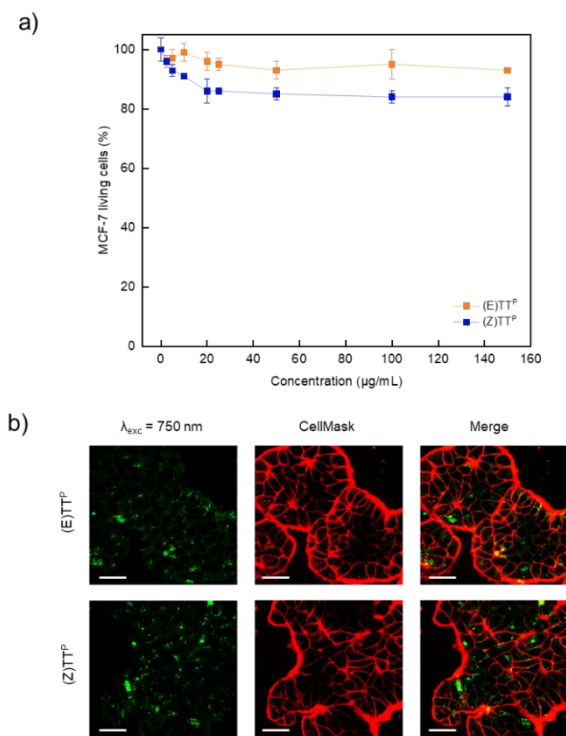 a)
100
80
60
40
20
0
MCF-7 living cells (%)
(E)TTᴾ
(Z)TTᴾ
0 20 40 60 80 100 120 140 160
Concentration (µg/mL)
b)
λexc = 750 nm CellMask Merge
(E)TTᴾ
(Z)TTᴾ